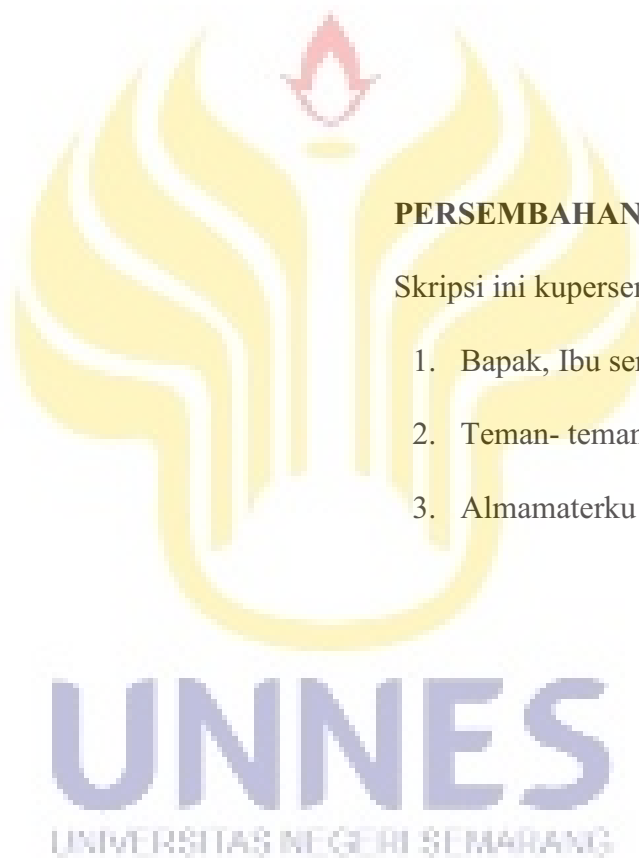 PERSEMBAHAN
Skripsi ini kuperse
1. Bapak, Ibu se
2. Teman- teman
3. Almamaterku
UNNES
UNIVERSITAS NEGERI SEMARANG